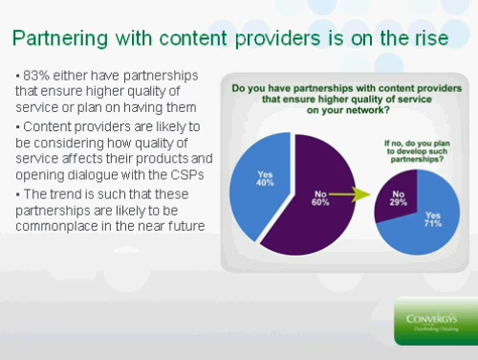 Partnering with content providers is on the rise
• 83% either have partnerships
that ensure higher quality of
service or plan on having them
• Content providers are likely to
be considering how quality of
service affects their products and
opening dialogue with the CSPs
• The trend is such that these
partnerships are likely to be
commonplace in the near future
Do you have partnerships with content providers
that ensure higher quality of service
on your network?
Yes
40%
No
60%
If no, do you plan
to develop such
partnerships?
No
29%
Yes
71%
CONVERGYS
Outthinking Outdoing